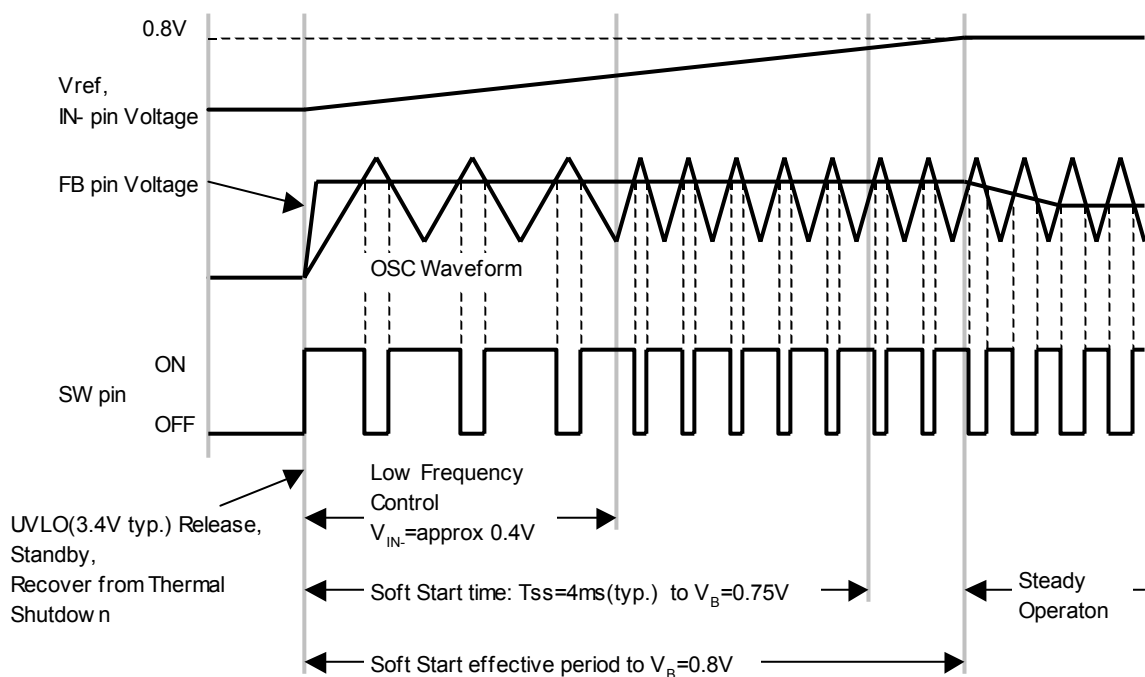 0.8V
Vref,
IN- pin Voltage
FB pin Voltage
OSC Waveform
ON
SW pin
OFF
Low Frequency
Control
V_IN-=approx 0.4V
UVLO(3.4V typ.) Release,
Standby,
Recover from Thermal
Shutdown
Soft Start time: Tss=4ms(typ.) to V_B=0.75V
Steady
Operaton
Soft Start effective period to V_B=0.8V